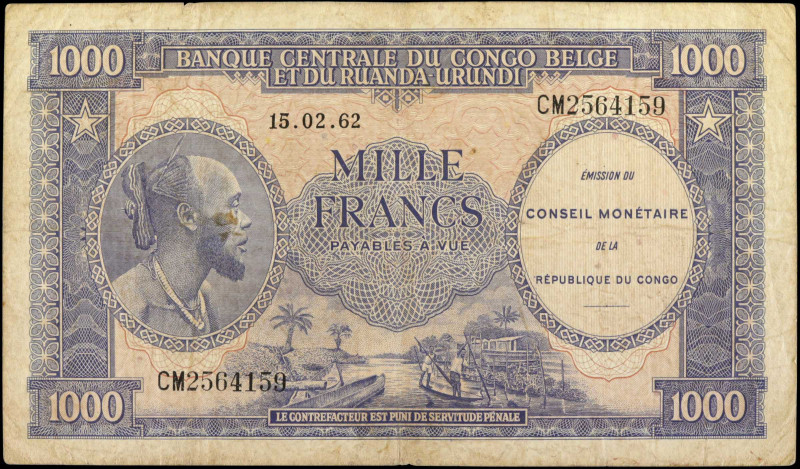 1000
1000
BANQUE CENTRALE DU CONGO BELGE
ET DU RUANDA-URUNDI
CM2564159
15.02.62
MILLE
FRANCS
PAYABLES A VUE
ÉMISSION DU
CONSEIL MONÉTAIRE
DE LA
RÉPUBLIQUE DU CONGO
CM2564159
1000
LE CONTREFACTEUR EST PUNI DE SERVITUDE PÉNALE
1000